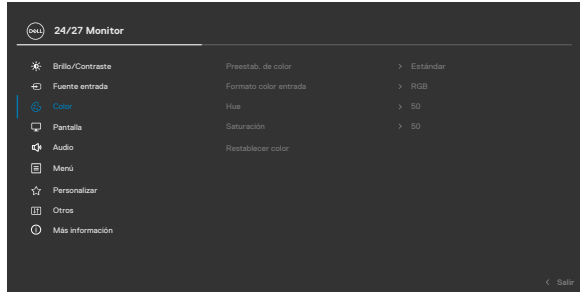 DELL 24/27 Monitor
Brillo/Contraste Preestab. de color > Estándar
Fuente entrada Formato color entrada > RGB
Color Hue > 50
Pantalla Saturación > 50
Audio Restablecer color
Menú
Personalizar
Otros
Más información
< Salir